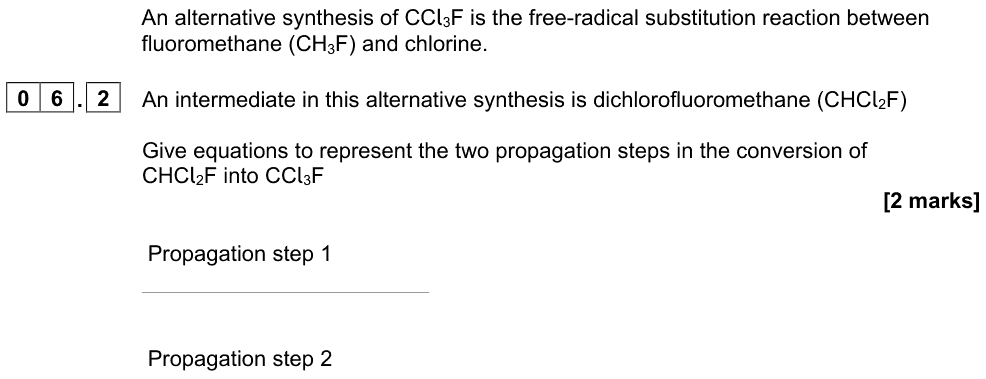 An alternative synthesis of CCl₃F is the free-radical substitution reaction between
fluoromethane (CH₃F) and chlorine.
0 6 . 2 An intermediate in this alternative synthesis is dichlorofluoromethane (CHCl₂F)
Give equations to represent the two propagation steps in the conversion of
CHCl₂F into CCl₃F
[2 marks]
Propagation step 1
Propagation step 2